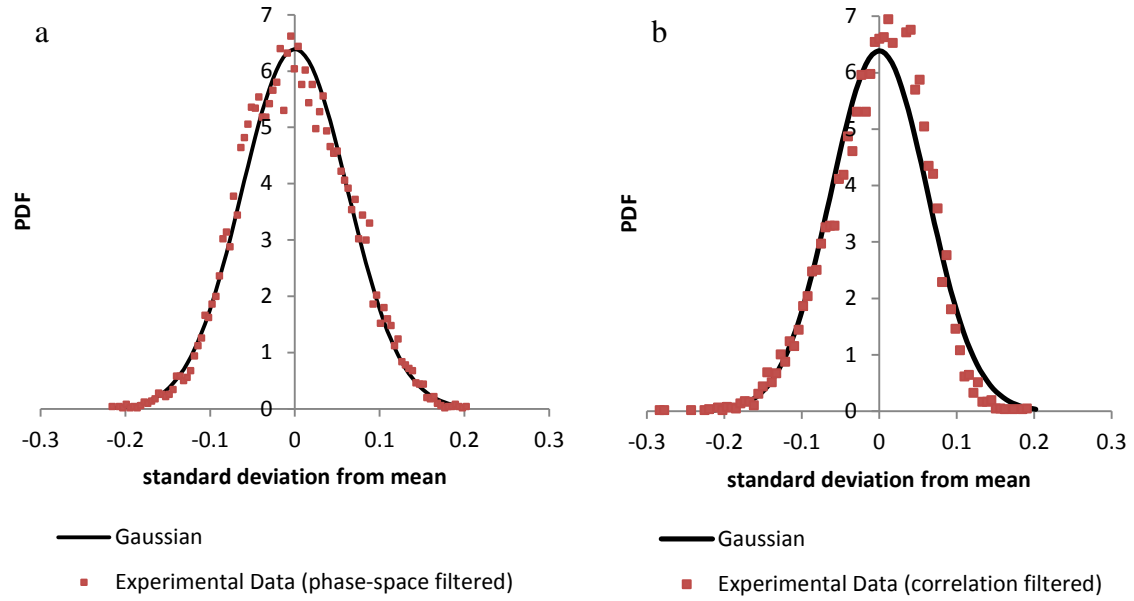 a
7
6
5
4
3
2
1
0
-0.3 -0.2 -0.1 0 0.1 0.2 0.3
PDF
standard deviation from mean
Gaussian
Experimental Data (phase-space filtered)
b
7
6
5
4
3
2
1
0
-0.3 -0.2 -0.1 0 0.1 0.2 0.3
PDF
standard deviation from mean
Gaussian
Experimental Data (correlation filtered)